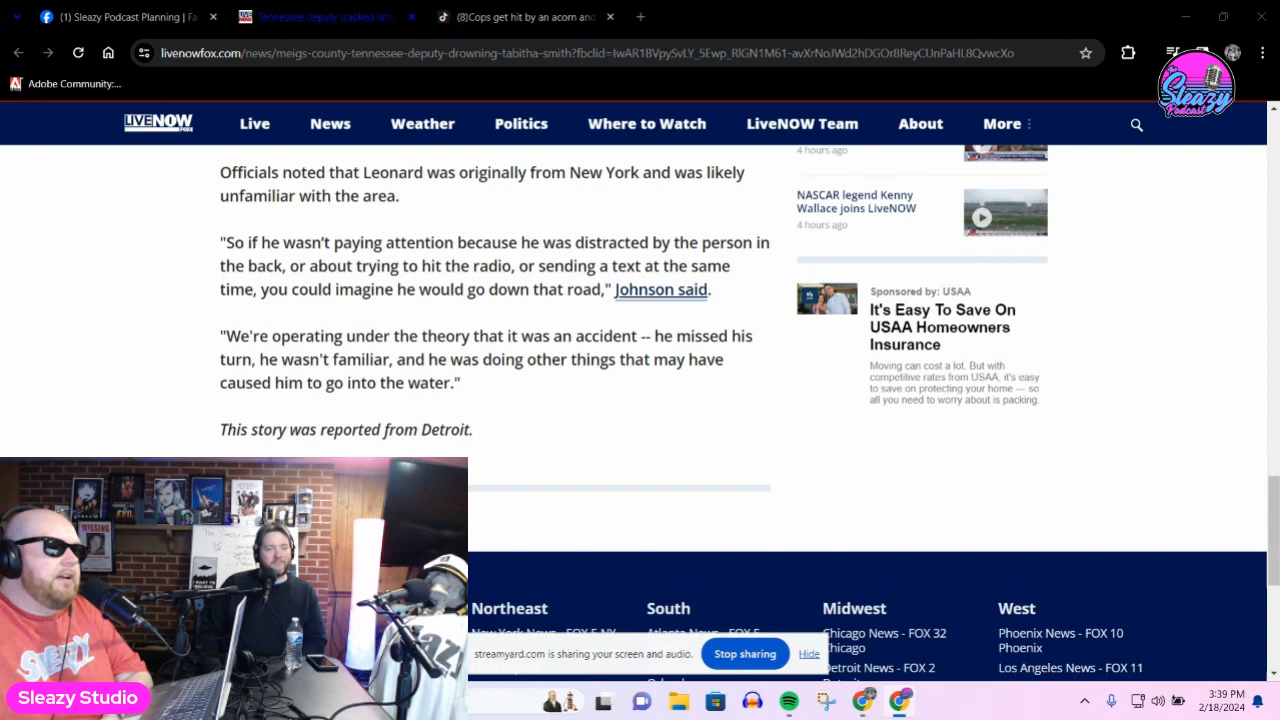 (1) Sleazy Podcast Planning | Fa
Tennessee deputy crashed into
(8)Cops get hit by an acorn and
livenowfox.com/news/meigs-county-tennessee-deputy-drowning-tabitha-smith?fbclid=IwAR1BVpySvLY_5Ewp_RlGN1M61-avXrNoJWd2hDGOr8ReyCUnPaHL8QvwcXo
Adobe Community:...
The
Sleazy
Podcast
LIVENOW
FOX
Live
News
Weather
Politics
Where to Watch
LiveNOW Team
About
More
Officials noted that Leonard was originally from New York and was likely
unfamiliar with the area.
"So if he wasn't paying attention because he was distracted by the person in
the back, or about trying to hit the radio, or sending a text at the same
time, you could imagine he would go down that road," Johnson said.
"We're operating under the theory that it was an accident -- he missed his
turn, he wasn't familiar, and he was doing other things that may have
caused him to go into the water."
This story was reported from Detroit.
4 hours ago
NASCAR legend Kenny
Wallace joins LiveNOW
4 hours ago
Sponsored by: USAA
It's Easy To Save On
USAA Homeowners
Insurance
Moving can cost a lot. But with
competitive rates from USAA, it's easy
to save on protecting your home — so
all you need to worry about is packing.
MISSING
Northeast
South
Midwest
West
New York News - FOX 5 NY
Atlanta News - FOX 5
Chicago News - FOX 32
Chicago
Phoenix News - FOX 10
Phoenix
Detroit News - FOX 2
Los Angeles News - FOX 11
streamyard.com is sharing your screen and audio.
Stop sharing
Hide
Sleazy Studio
3:39 PM
2/18/2024